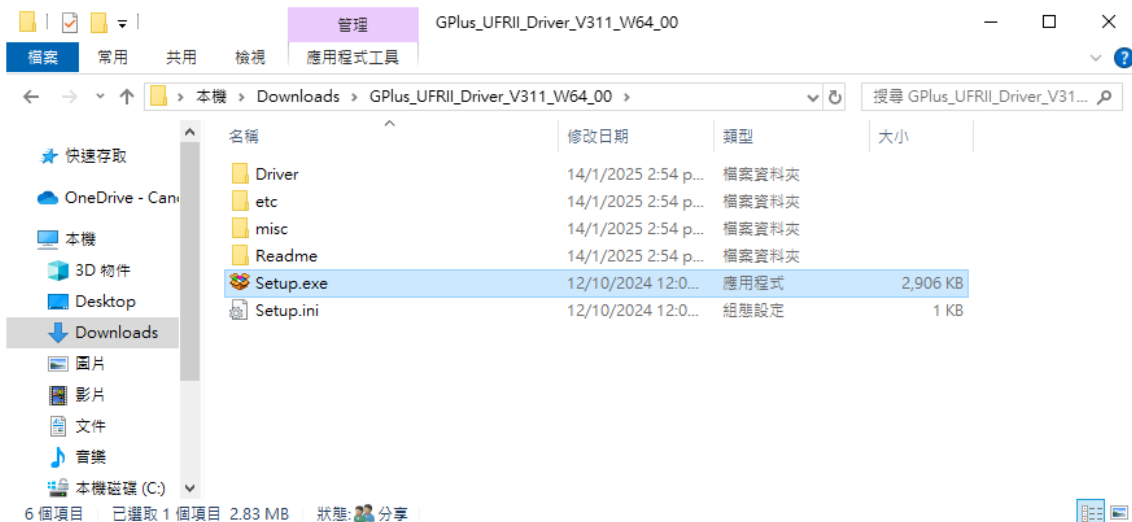 管理
GPlus_UFRII_Driver_V311_W64_00
檔案 常用 共用 檢視 應用程式工具
本機 Downloads GPlus_UFRII_Driver_V311_W64_00
搜尋 GPlus_UFRII_Driver_V31...
名稱 修改日期 類型 大小
快速存取
OneDrive - Can
本機
3D 物件
Desktop
Downloads
圖片
影片
文件
音樂
本機磁碟 (C:)
Driver 14/1/2025 2:54 p... 檔案資料夾
etc 14/1/2025 2:54 p... 檔案資料夾
misc 14/1/2025 2:54 p... 檔案資料夾
Readme 14/1/2025 2:54 p... 檔案資料夾
Setup.exe 12/10/2024 12:0... 應用程式 2,906 KB
Setup.ini 12/10/2024 12:0... 組態設定 1 KB
6 個項目 已選取 1 個項目 2.83 MB 狀態: 分享